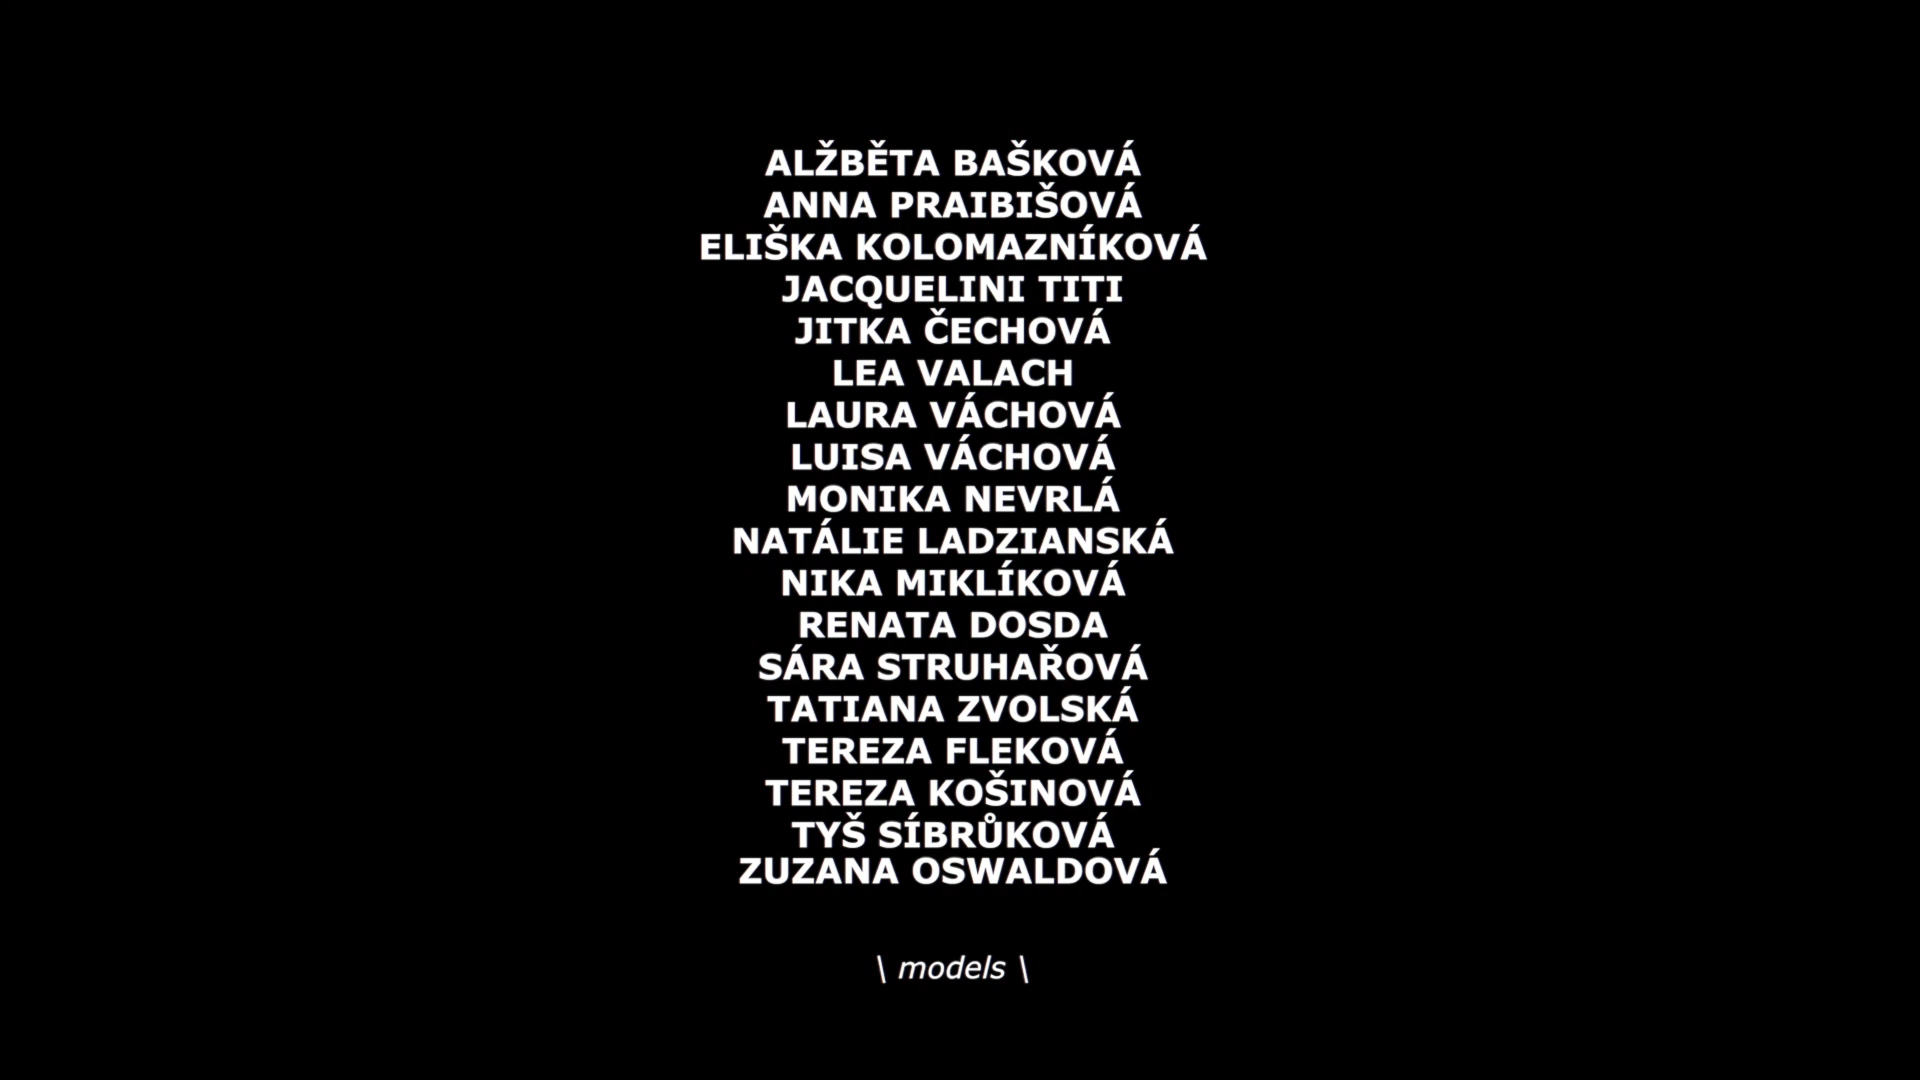 ALŽBĚTA BAŠKOVÁ
ANNA PRAIBIŠOVÁ
ELIŠKA KOLOMAZNÍKOVÁ
JACQUELINI TITI
JITKA ČECHOVÁ
LEA VALACH
LAURA VÁCHOVÁ
LUISA VÁCHOVÁ
MONIKA NEVRLÁ
NATÁLIE LADZIANSKÁ
NIKA MIKLÍKOVÁ
RENATA DOSDA
SÁRA STRUHAŘOVÁ
TATIANA ZVOLSKÁ
TEREZA FLEKOVÁ
TEREZA KOŠINOVÁ
TYŠ SÍBRŮKOVÁ
ZUZANA OSWALDOVÁ
\ models \